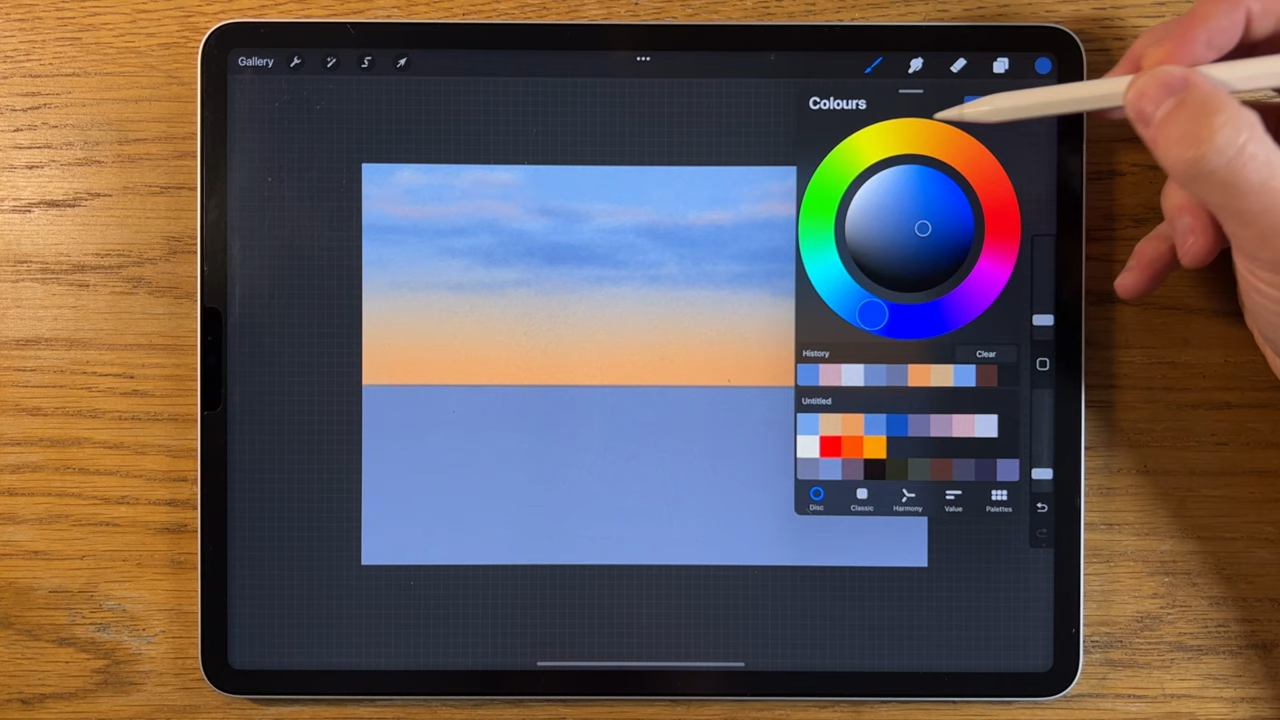 Gallery
Colours
History
Clear
Untitled
Disc
Classic
Harmony
Value
Palettes